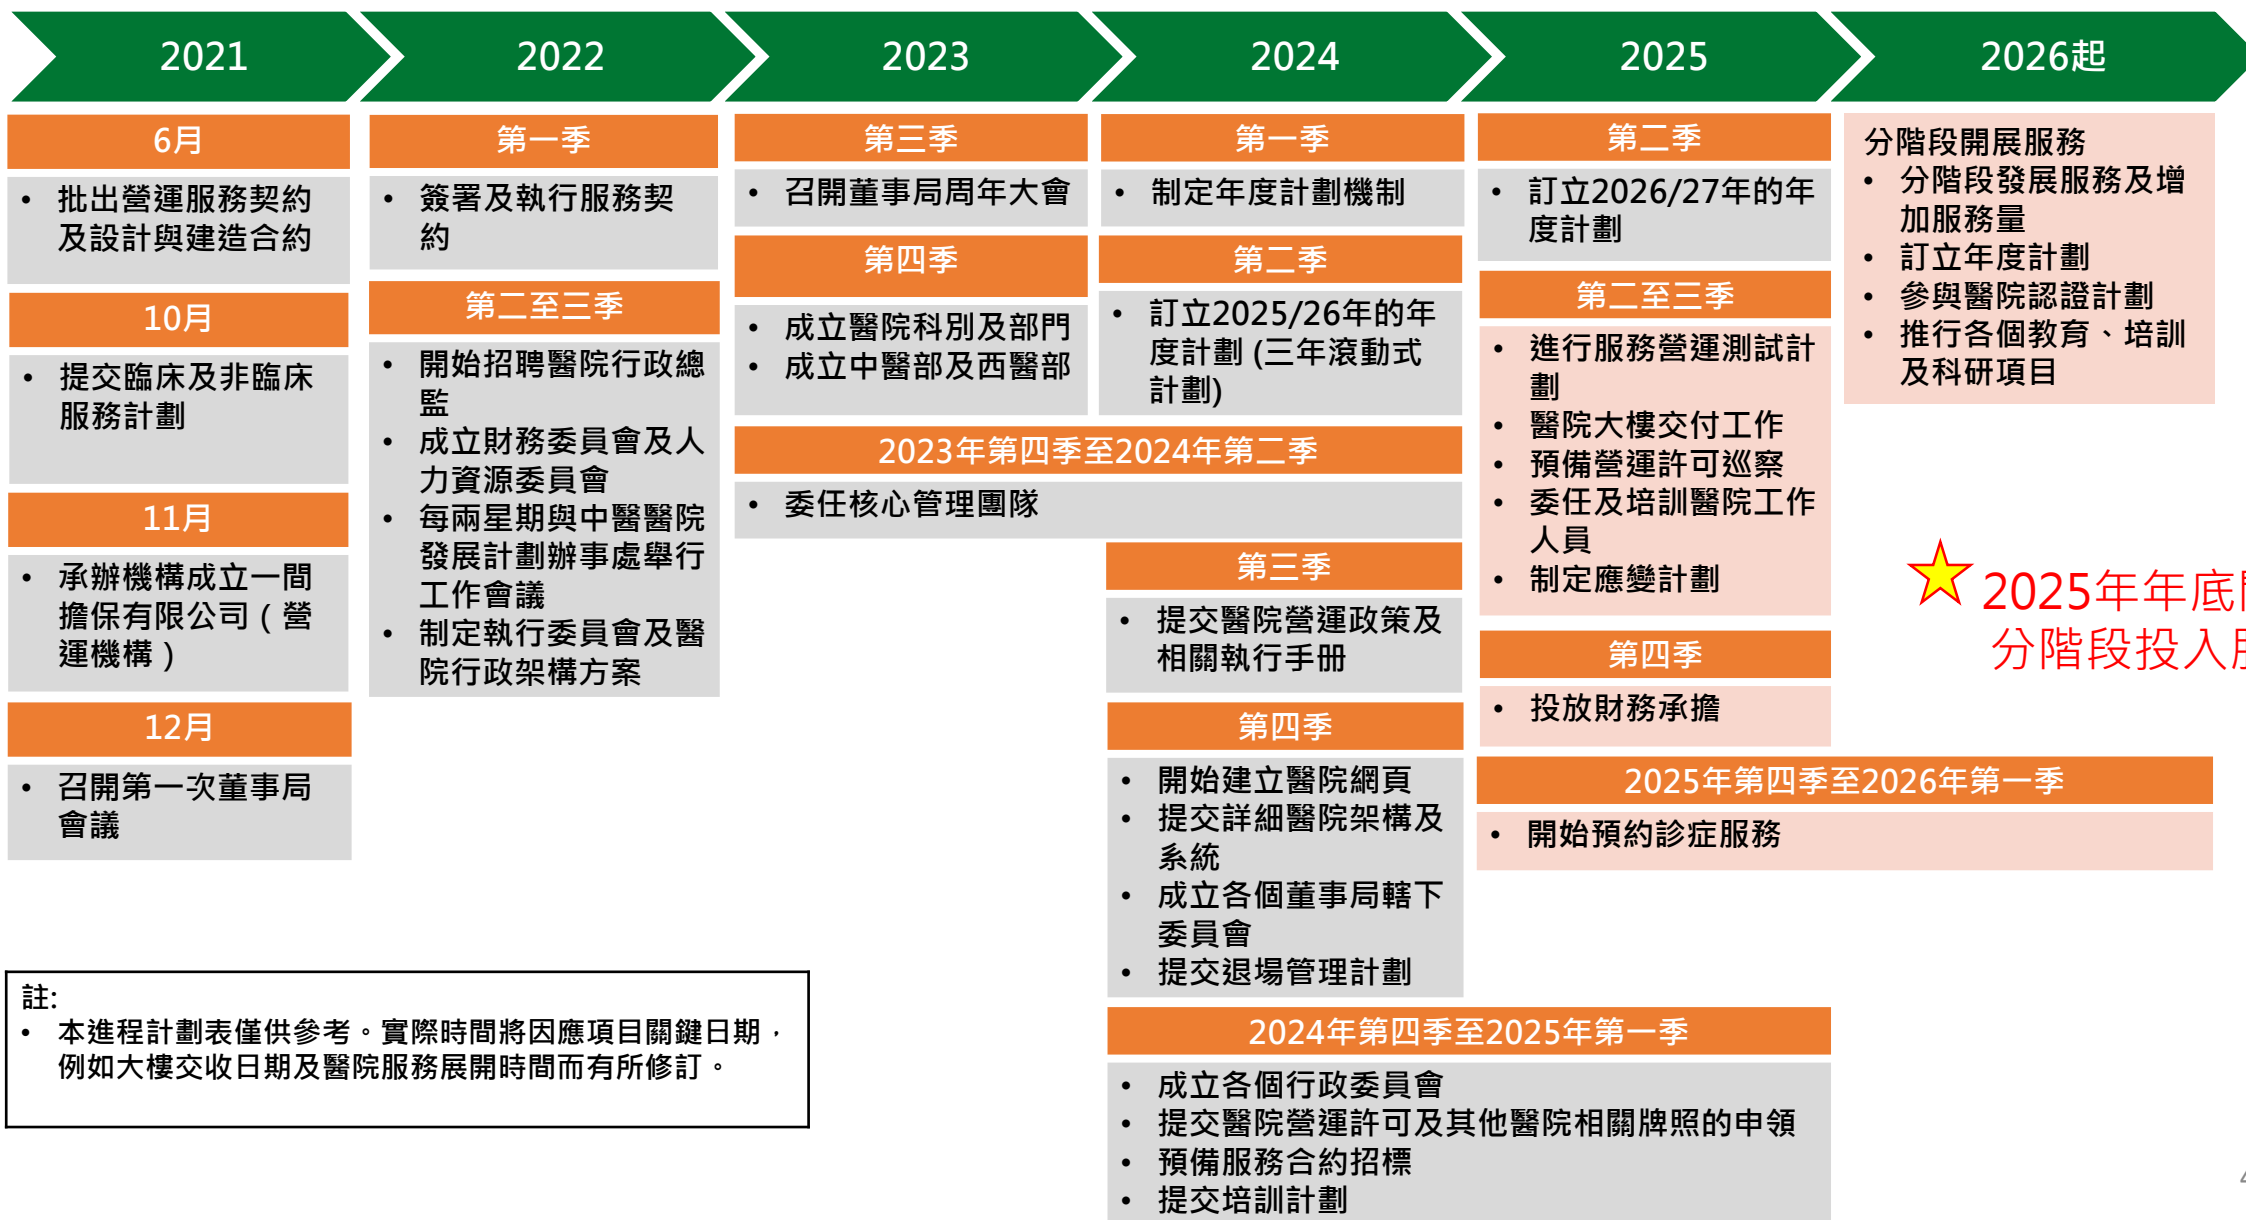 2021
2022
2023
2024
2025
2026起
6月
• 批出營運服務契約
及設計與建造合約
10月
• 提交臨床及非臨床
服務計劃
11月
• 承辦機構成立一間
擔保有限公司（營
運機構）
12月
• 召開第一次董事局
會議
第一季
• 簽署及執行服務契
約
第二至三季
• 開始招聘醫院行政總
監
• 成立財務委員會及人
力資源委員會
• 每兩星期與中醫醫院
發展計劃辦事處舉行
工作會議
• 制定執行委員會及醫
院行政架構方案
第三季
• 召開董事局周年大會
第四季
• 成立醫院科別及部門
• 成立中醫部及西醫部
第一季
• 制定年度計劃機制
第二季
• 訂立2025/26年的年
度計劃 (三年滾動式
計劃)
2023年第四季至2024年第二季
• 委任核心管理團隊
第三季
• 提交醫院營運政策及
相關執行手册
第四季
• 開始建立醫院網頁
• 提交詳細醫院架構及
系統
• 成立各個董事局轄下
委員會
• 提交退場管理計劃
2024年第四季至2025年第一季
• 成立各個行政委員會
• 提交醫院營運許可及其他醫院相關牌照的申領
• 預備服務合約招標
• 提交培訓計劃
第二季
• 訂立2026/27年的年
度計劃
第二至三季
• 進行服務營運測試計
劃
• 醫院大樓交付工作
• 預備營運許可巡察
• 委任及培訓醫院工作
人員
• 制定應變計劃
第四季
• 投放財務承擔
2025年第四季至2026年第一季
• 開始預約診症服務
分階段開展服務
• 分階段發展服務及增
加服務量
• 訂立年度計劃
• 參與醫院認證計劃
• 推行各個教育、培訓
及科研項目
2025年年底
分階段投入
註:
• 本進程計劃表僅供參考。實際時間將因應項目關鍵日期，
例如大樓交收日期及醫院服務展開時間而有所修訂。